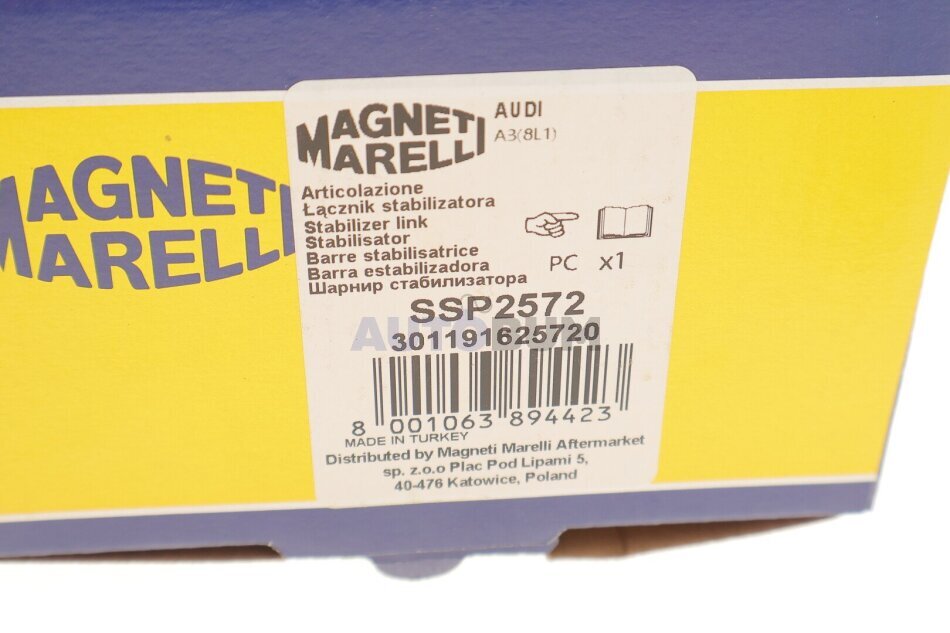 MAGNETI
MARELLI
MAGNETI
MARELLI
AUDI
A3(8L1)
Articolazione
Łącznik stabilizatora
Stabilizer link
Stabilisator
Barre stabilisatrice
Barra estabilizadora
Шарнир стабилизатора
PC x1
SSP2572
301191625720
8 001063 894423
MADE IN TURKEY
Distributed by Magneti Marelli Aftermarket
sp. z.o.o Plac Pod Lipami 5,
40-476 Katowice, Poland